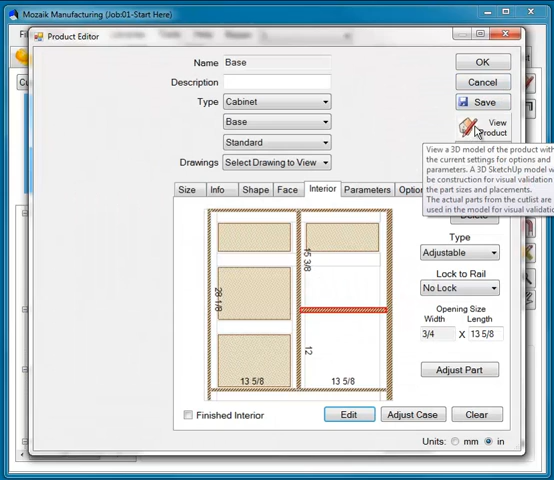 Mozaik Manufacturing (Job:01-Start Here)
Product Editor
Name Base OK
Description Cancel
Type Cabinet Save
Base View Product
Standard
Drawings Select Drawing to View
View a 3D model of the product with
the current settings for options and
parameters. A 3D SketchUp model w
be construction for visual validation
the part sizes and placements.
The actual parts from the cutlist are
used in the model for visual validatio
Size Info Shape Face Interior Parameters Option
Delete
Type
Adjustable
Lock to Rail
No Lock
Opening Size
Width Length
3/4 X 13 5/8
Adjust Part
15 3/8
28 1/8
12
13 5/8 13 5/8
Finished Interior Edit Adjust Case Clear
Units: mm in